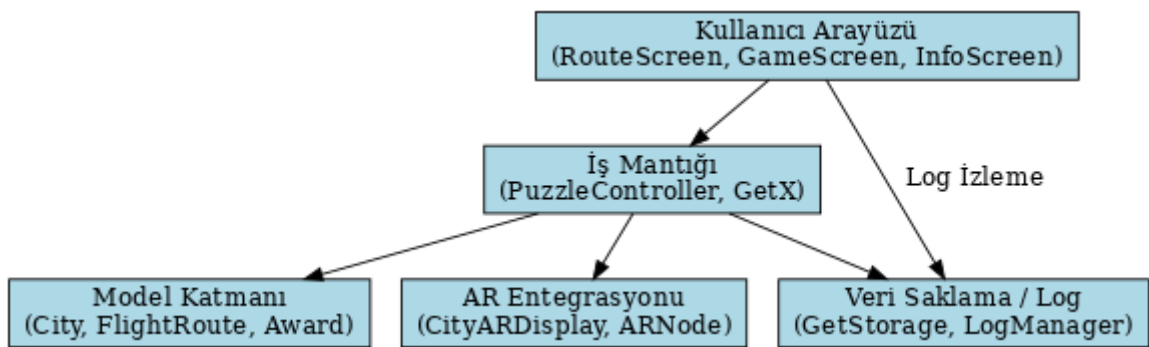 Kullanıcı Arayüzü
(RouteScreen, GameScreen, InfoScreen)
İş Mantığı
(PuzzleController, GetX)
Log İzleme
Model Katmanı
(City, FlightRoute, Award)
AR Entegrasyonu
(CityARDisplay, ARNode)
Veri Saklama / Log
(GetStorage, LogManager)